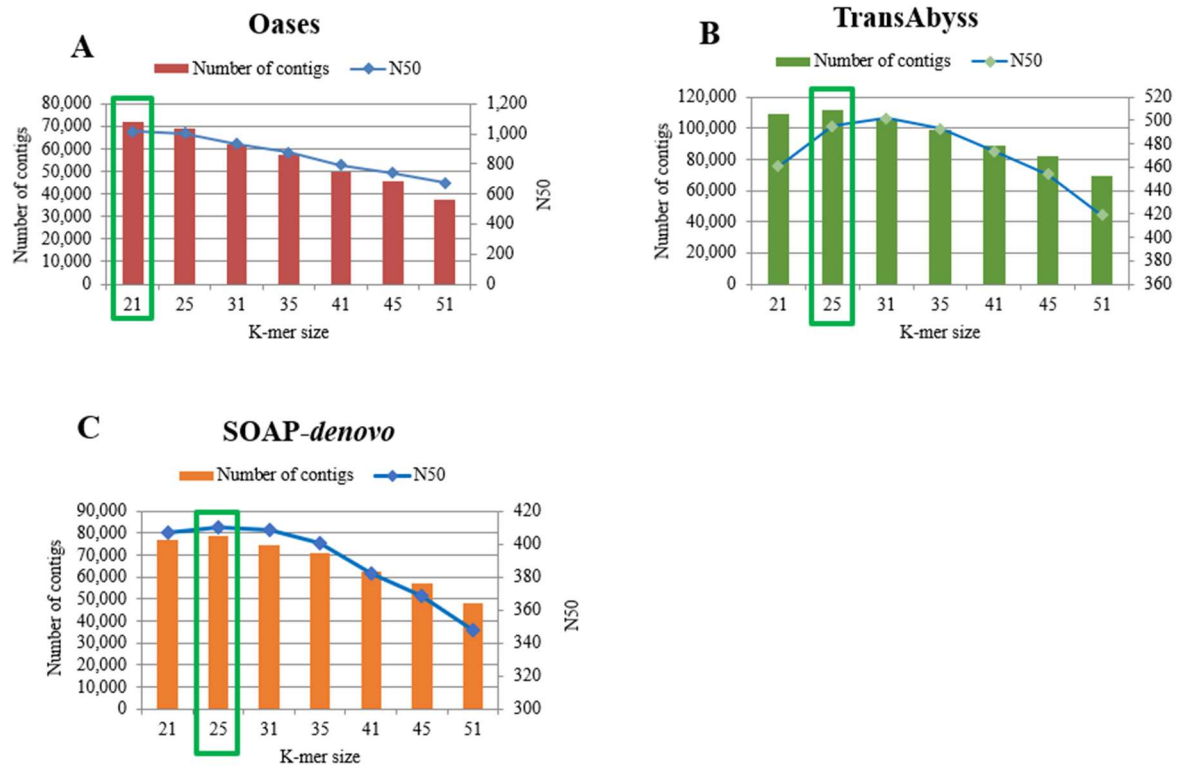 A
Oases
Number of contigs
N50
80,000
70,000
60,000
50,000
40,000
30,000
20,000
10,000
0
Number of contigs
1,200
1,000
800
600
400
200
0
N50
21 25 31 35 41 45 51
K-mer size
B
TransAbyss
Number of contigs
N50
120,000
100,000
80,000
60,000
40,000
20,000
0
Number of contigs
520
500
480
460
440
420
400
380
360
21 25 31 35 41 45 51
K-mer size
C
SOAP-denovo
Number of contigs
N50
90,000
80,000
70,000
60,000
50,000
40,000
30,000
20,000
10,000
0
Number of contigs
420
400
380
360
340
320
300
N50
21 25 31 35 41 45 51
K-mer size